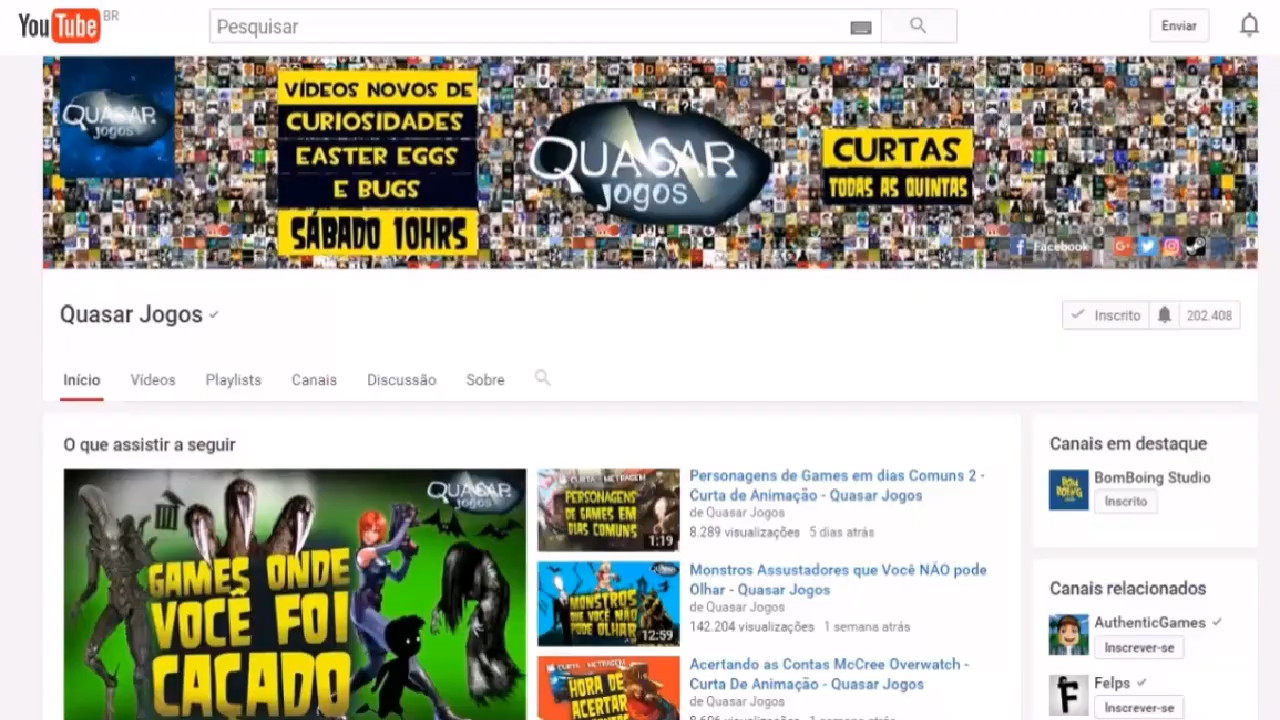 YouTube BR
Pesquisar
Enviar
QUASAR
jogos
VÍDEOS NOVOS DE
CURIOSIDADES
EASTER EGGS
E BUGS
SÁBADO 10HRS
QUASAR
jogos
CURTAS
TODAS AS QUINTAS
Facebook
Quasar Jogos
Inscrito
202.408
Início
Vídeos
Playlists
Canais
Discussão
Sobre
O que assistir a seguir
QUASAR
jogos
GAMES ONDE
VOCÊ FOI
CAÇADO
CURTA - METRAGEM
PERSONAGENS
DE GAMES EM
DIAS COMUNS
1:19
Personagens de Games em dias Comuns 2 -
Curta de Animação - Quasar Jogos
de Quasar Jogos
8.289 visualizações 5 dias atrás
MONSTROS
QUE VOCÊ NÃO
PODE OLHAR
12:59
Monstros Assustadores que Você NÃO pode
Olhar - Quasar Jogos
de Quasar Jogos
142.204 visualizações 1 semana atrás
CURTA - METRAGEM
HORA DE
ACERTAR
Acertando as Contas McCree Overwatch -
Curta De Animação - Quasar Jogos
de Quasar Jogos
Canais em destaque
BOM
BOING
BomBoing Studio
Inscrito
Canais relacionados
AuthenticGames
Inscrever-se
F
Felps
Inscrever-se